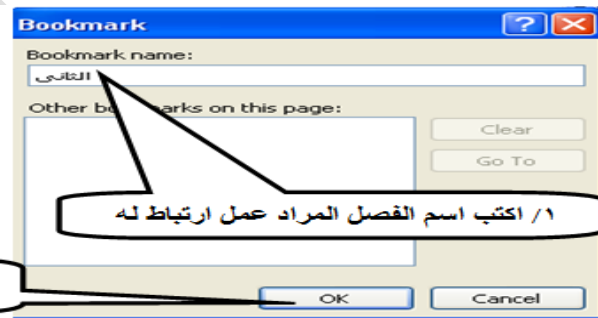 Bookmark
Bookmark name:
الثانى
Other bookmarks on this page:
Clear
Go To
١/ اكتب اسم الفصل المراد عمل ارتباط له
OK
Cancel